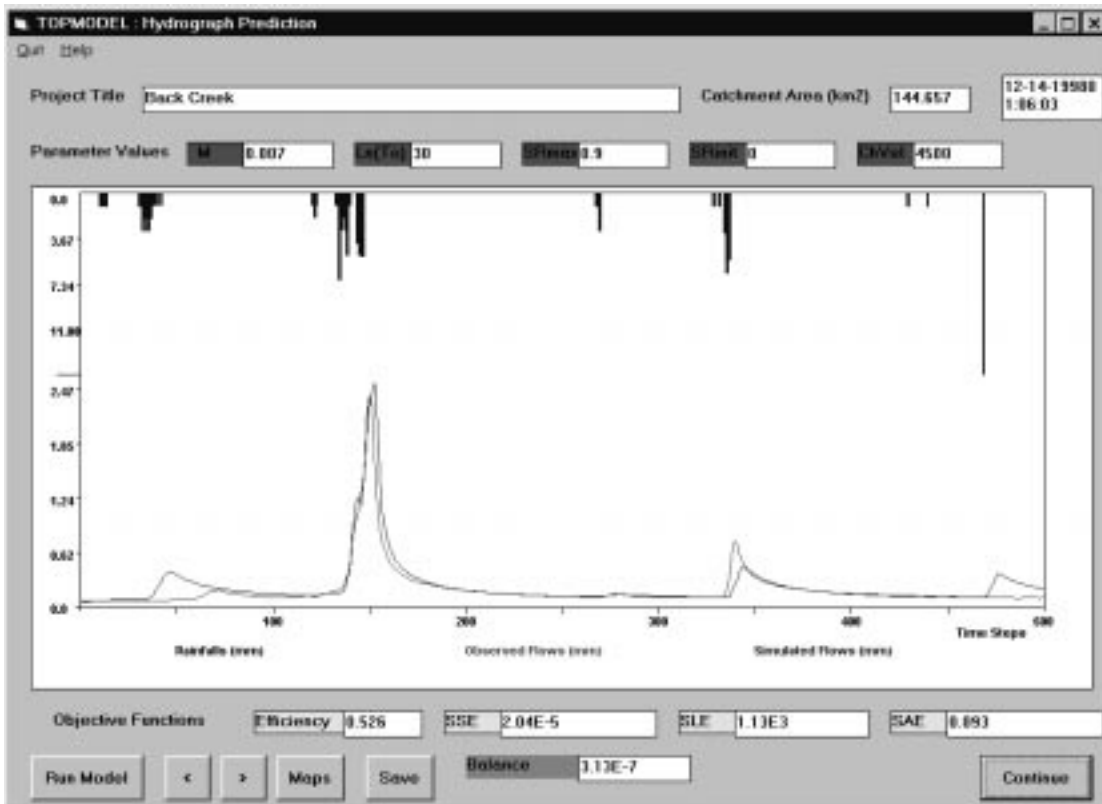 TOPMODEL : Hydrograph Prediction
Quit Help
Project Title Back Creek Catchment Area (km2) 144.657 12-14-19980
1:06:03
Parameter Values M 0.007 Ln(To) 30 SRmax 0.9 SRinit 0 ChVel 4500
0.0
3.67
7.34
11.00
2.47
1.85
1.24
0.62
0.0
100 200 300 400 500
Time Steps
Rainfalls (mm) Observed Flows (mm) Simulated Flows (mm)
Objective Functions Efficiency 0.526 SSE 2.04E-5 SLE 1.13E3 SAE 0.893
Run Model < > Maps Save Balance 3.13E-7 Continue